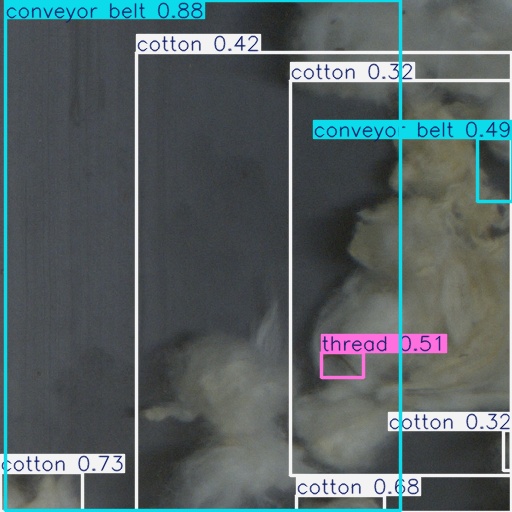 conveyor belt 0.88
cotton 0.42
cotton 0.32
conveyor belt 0.49
thread 0.51
cotton 0.32
cotton 0.73
cotton 0.68